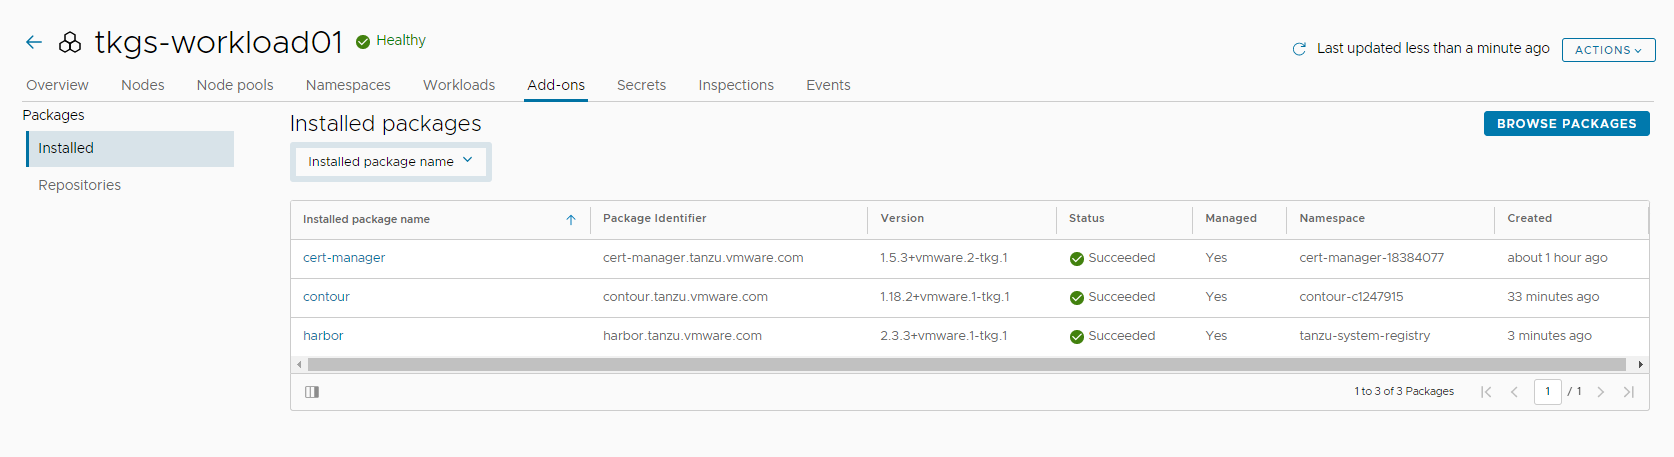 tkgs-workload01 Healthy
Last updated less than a minute ago ACTIONS
Overview Nodes Node pools Namespaces Workloads Add-ons Secrets Inspections Events
Packages
Installed
Repositories
Installed packages
BROWSE PACKAGES
Installed package name
Installed package name Package Identifier Version Status Managed Namespace Created
cert-manager cert-manager.tanzu.vmware.com 1.5.3+vmware.2-tkg.1 Succeeded Yes cert-manager-18384077 about 1 hour ago
contour contour.tanzu.vmware.com 1.18.2+vmware.1-tkg.1 Succeeded Yes contour-c1247915 33 minutes ago
harbor harbor.tanzu.vmware.com 2.3.3+vmware.1-tkg.1 Succeeded Yes tanzu-system-registry 3 minutes ago
1 to 3 of 3 Packages 1 / 1